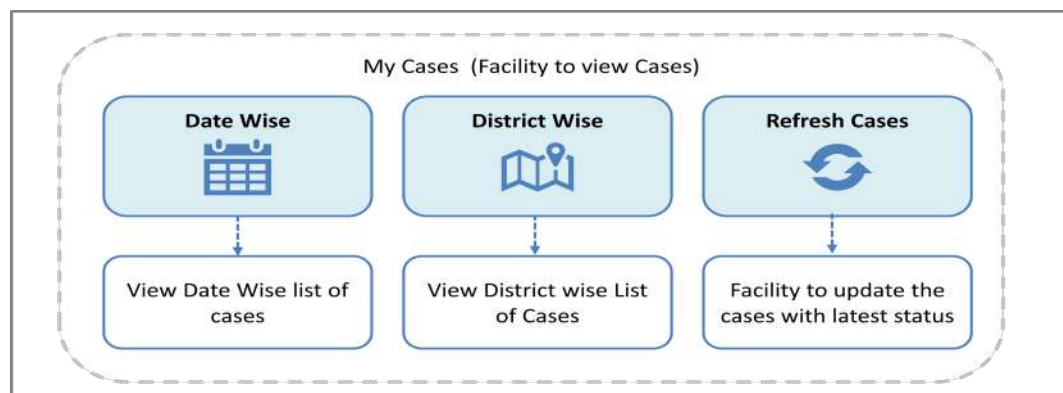 My Cases  (Facility to view Cases)
Date Wise
District Wise
Refresh Cases
View Date Wise list of
cases
View District wise List
of Cases
Facility to update the
cases with latest status